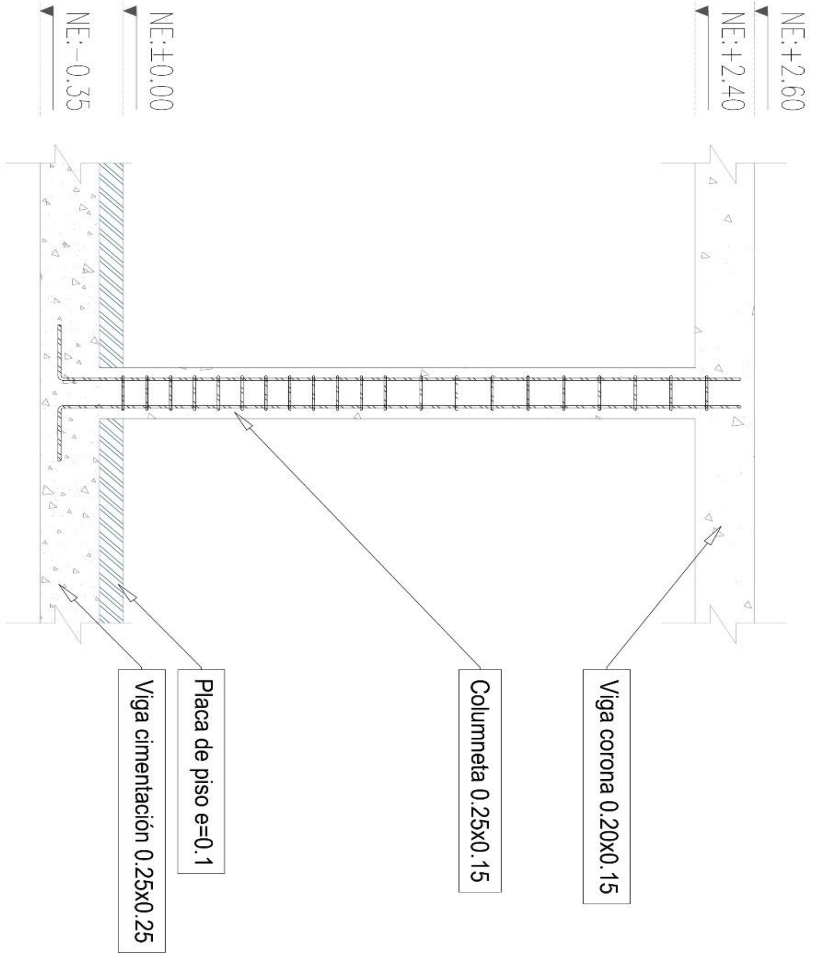 NE:+2.60
NE:+2.40
NE:±0.00
NE:-0.35
Viga corona 0.20x0.15
Columneta 0.25x0.15
Placa de piso e=0.1
Viga cimentación 0.25x0.25